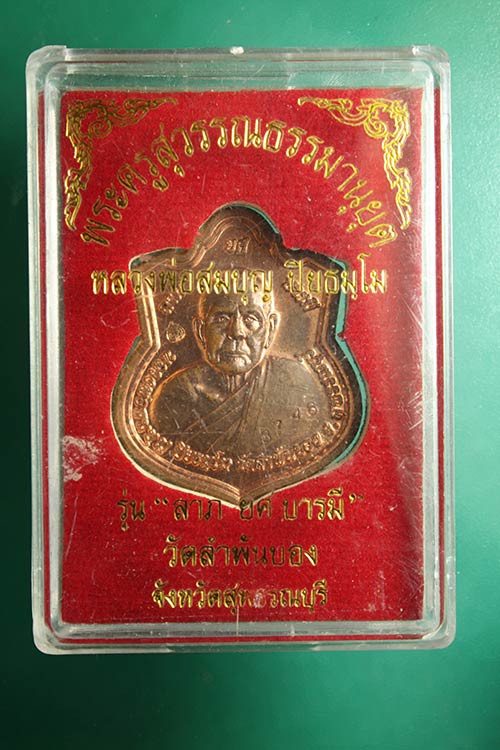 พระครูสุวรรณธรรมานุยุต
หลวงพ่อสมบุญ ปิยธมฺโม
รุ่น "ลาภ ยศ บารมี"
วัดลำพันบอง
จังหวัดสุพรรณบุรี